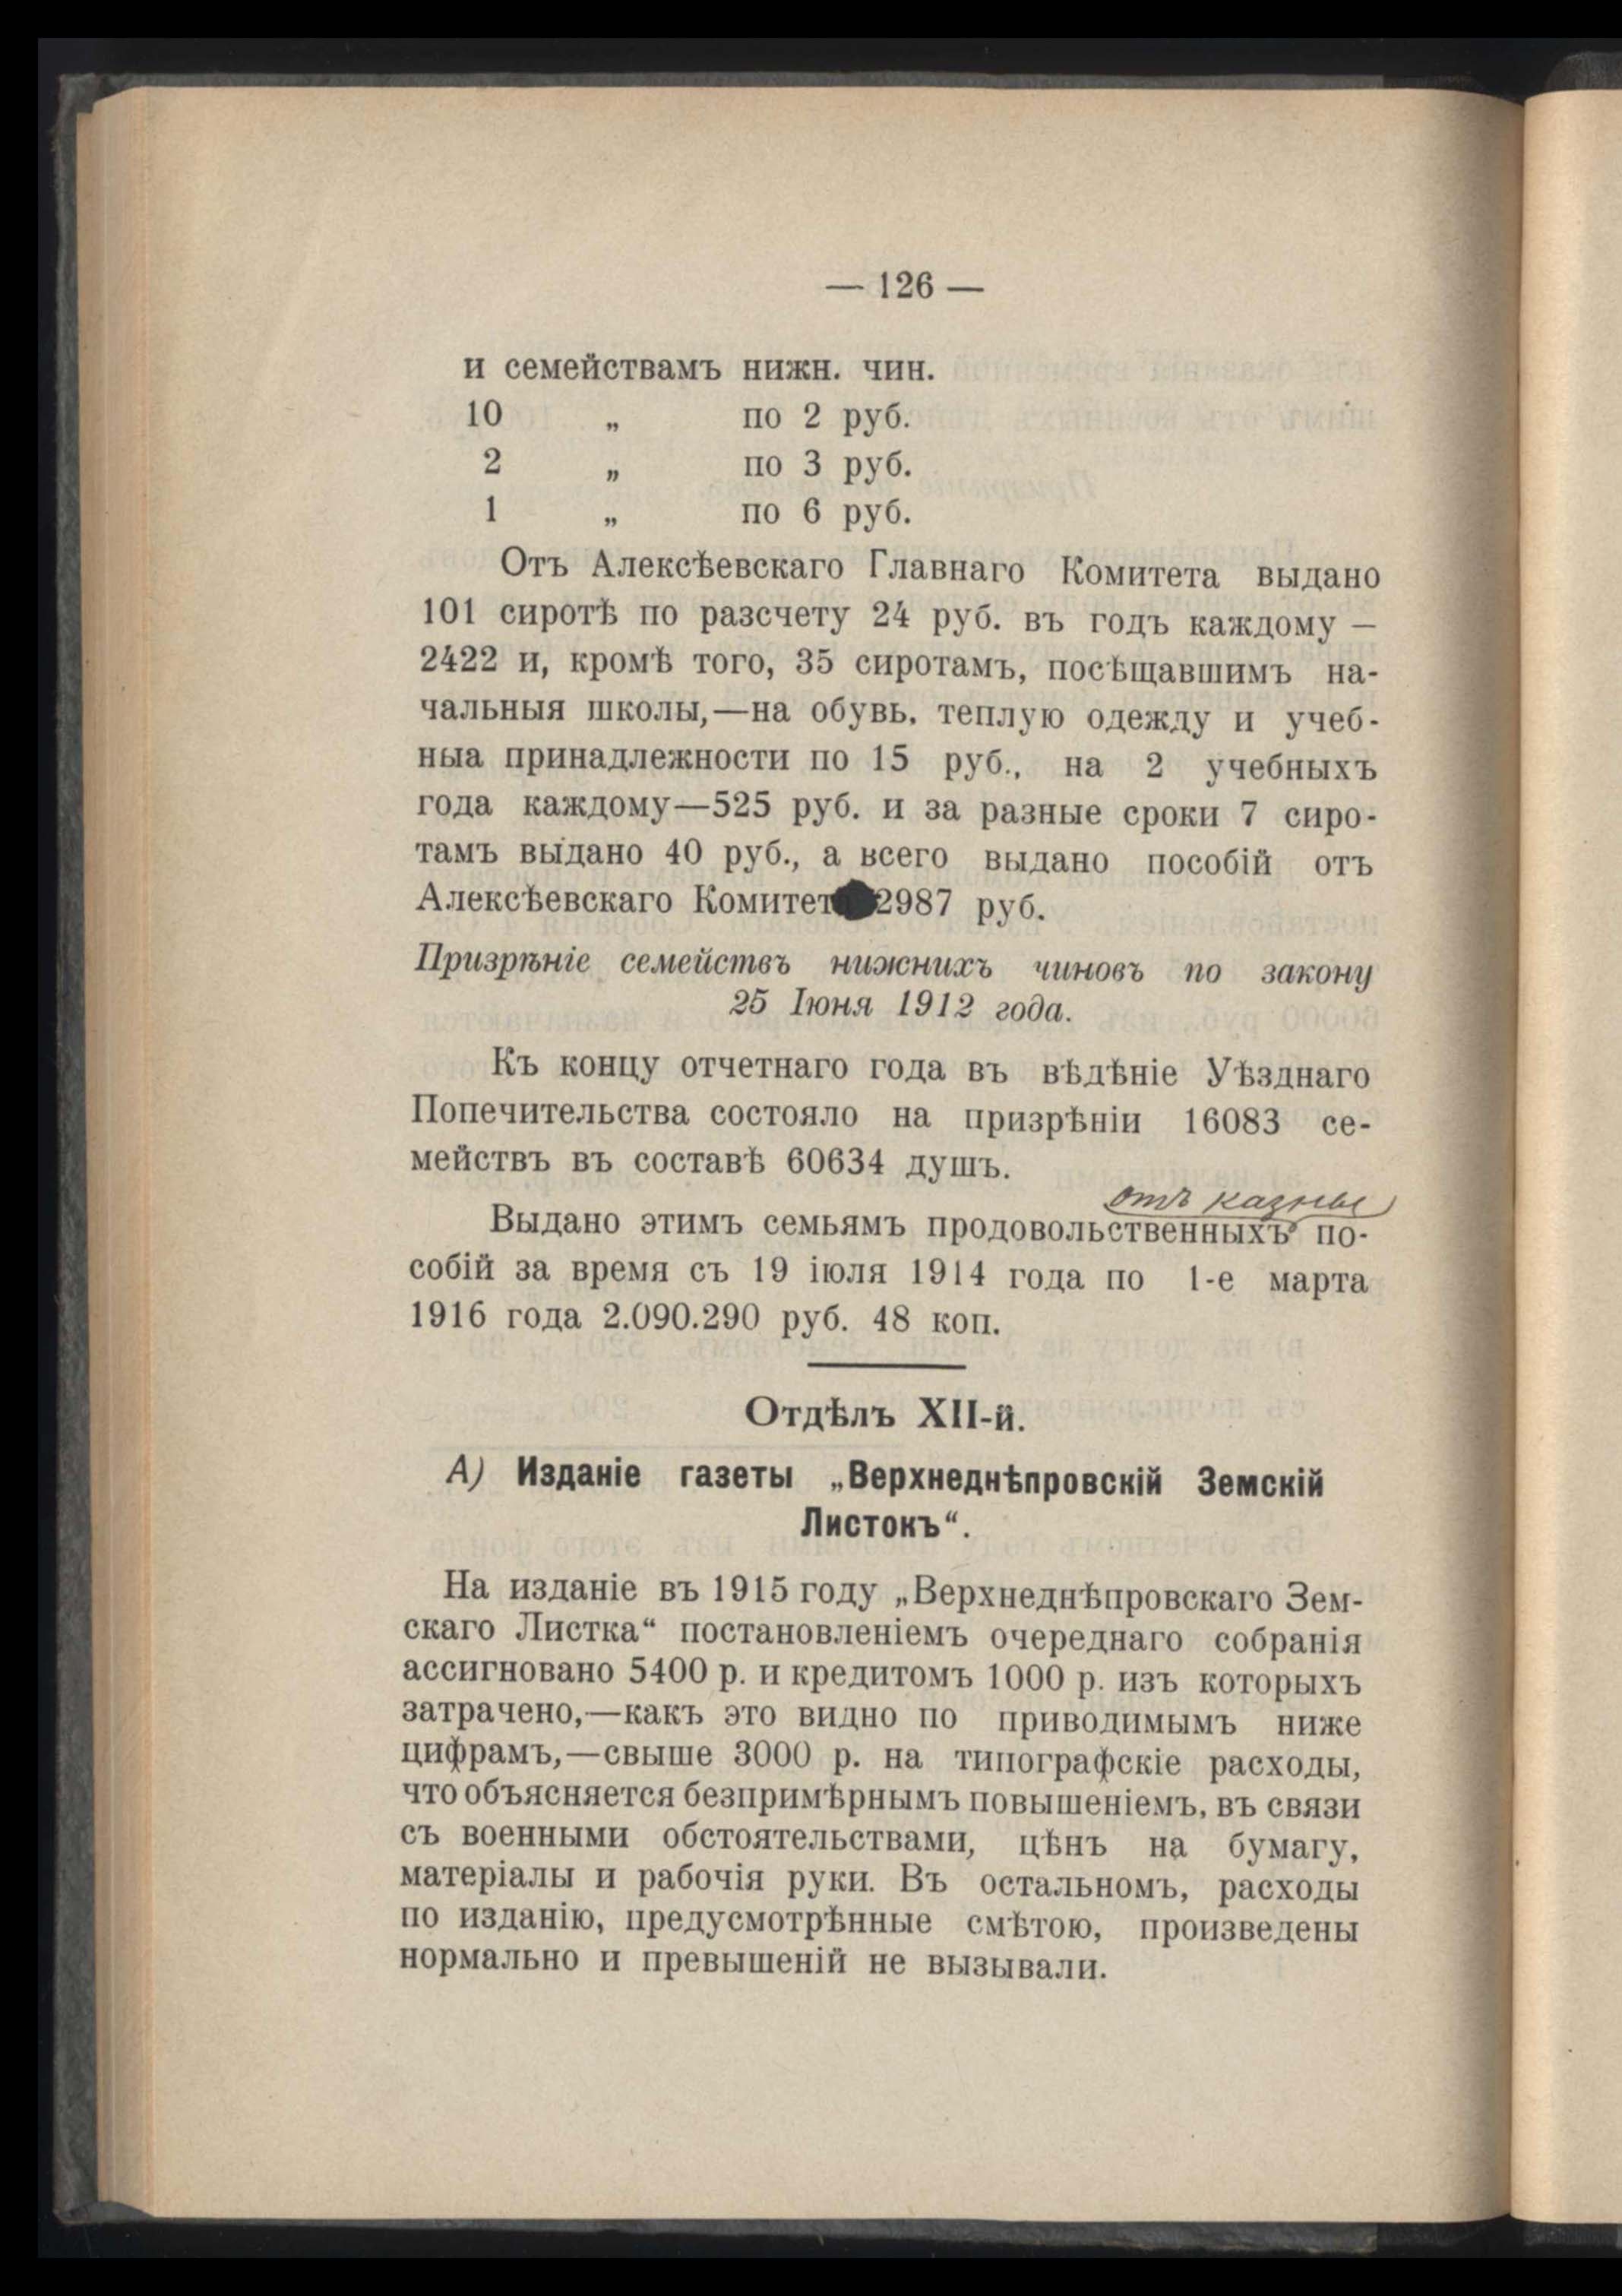 — 126 —
и семействамъ нижн. чин.
10 „ по 2 руб.
2 „ по 3 руб.
1 „ по 6 руб.
Отъ Алексѣевскаго Главнаго Комитета выдано
101 сиротѣ по разсчету 24 руб. въ годъ каждому —
2422 и, кромѣ того, 35 сиротамъ, посѣщавшимъ на-
чальныя школы,—на обувь, теплую одежду и учеб-
ныа принадлежности по 15 руб., на 2 учебныхъ
года каждому—525 руб. и за разные сроки 7 сиро-
тамъ выдано 40 руб., а всего выдано пособій отъ
Алексѣевскаго Комитет 2987 руб.
Призрѣніе семействъ нижнихъ чиновъ по закону
25 Іюня 1912 года.
Къ концу отчетнаго года въ вѣдѣніе Уѣзднаго
Попечительства состояло на призрѣніи 16083 се-
мействъ въ составѣ 60634 душъ.
отъ казны
Выдано этимъ семьямъ продовольственныхъ по-
собій за время съ 19 іюля 1914 года по 1-е марта
1916 года 2.090.290 руб. 48 коп.
Отдѣлъ XII-й.
А) Изданіе газеты „Верхнеднѣпровскій Земскій
Листокъ“.
На изданіе въ 1915 году „Верхнеднѣпровскаго Зем-
скаго Листка“ постановленіемъ очереднаго собранія
ассигновано 5400 р. и кредитомъ 1000 р. изъ которыхъ
затрачено,—какъ это видно по приводимымъ ниже
цифрамъ,—свыше 3000 р. на типографскіе расходы,
что объясняется безпримѣрнымъ повышеніемъ, въ связи
съ военными обстоятельствами, цѣнъ на бумагу,
матеріалы и рабочія руки. Въ остальномъ, расходы
по изданію, предусмотрѣнные смѣтою, произведены
нормально и превышеній не вызывали.